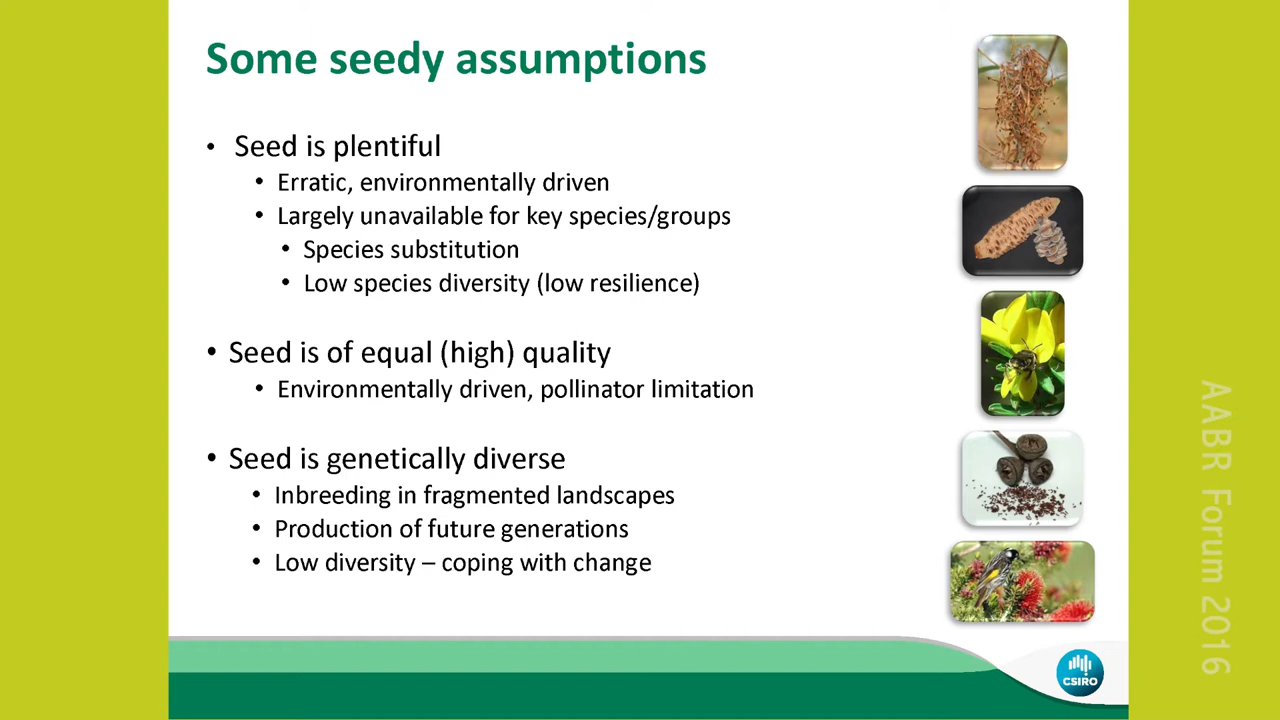 Some seedy assumptions
• Seed is plentiful
• Erratic, environmentally driven
• Largely unavailable for key species/groups
• Species substitution
• Low species diversity (low resilience)
• Seed is of equal (high) quality
• Environmentally driven, pollinator limitation
• Seed is genetically diverse
• Inbreeding in fragmented landscapes
• Production of future generations
• Low diversity – coping with change
CSIRO
AABR Forum 2016